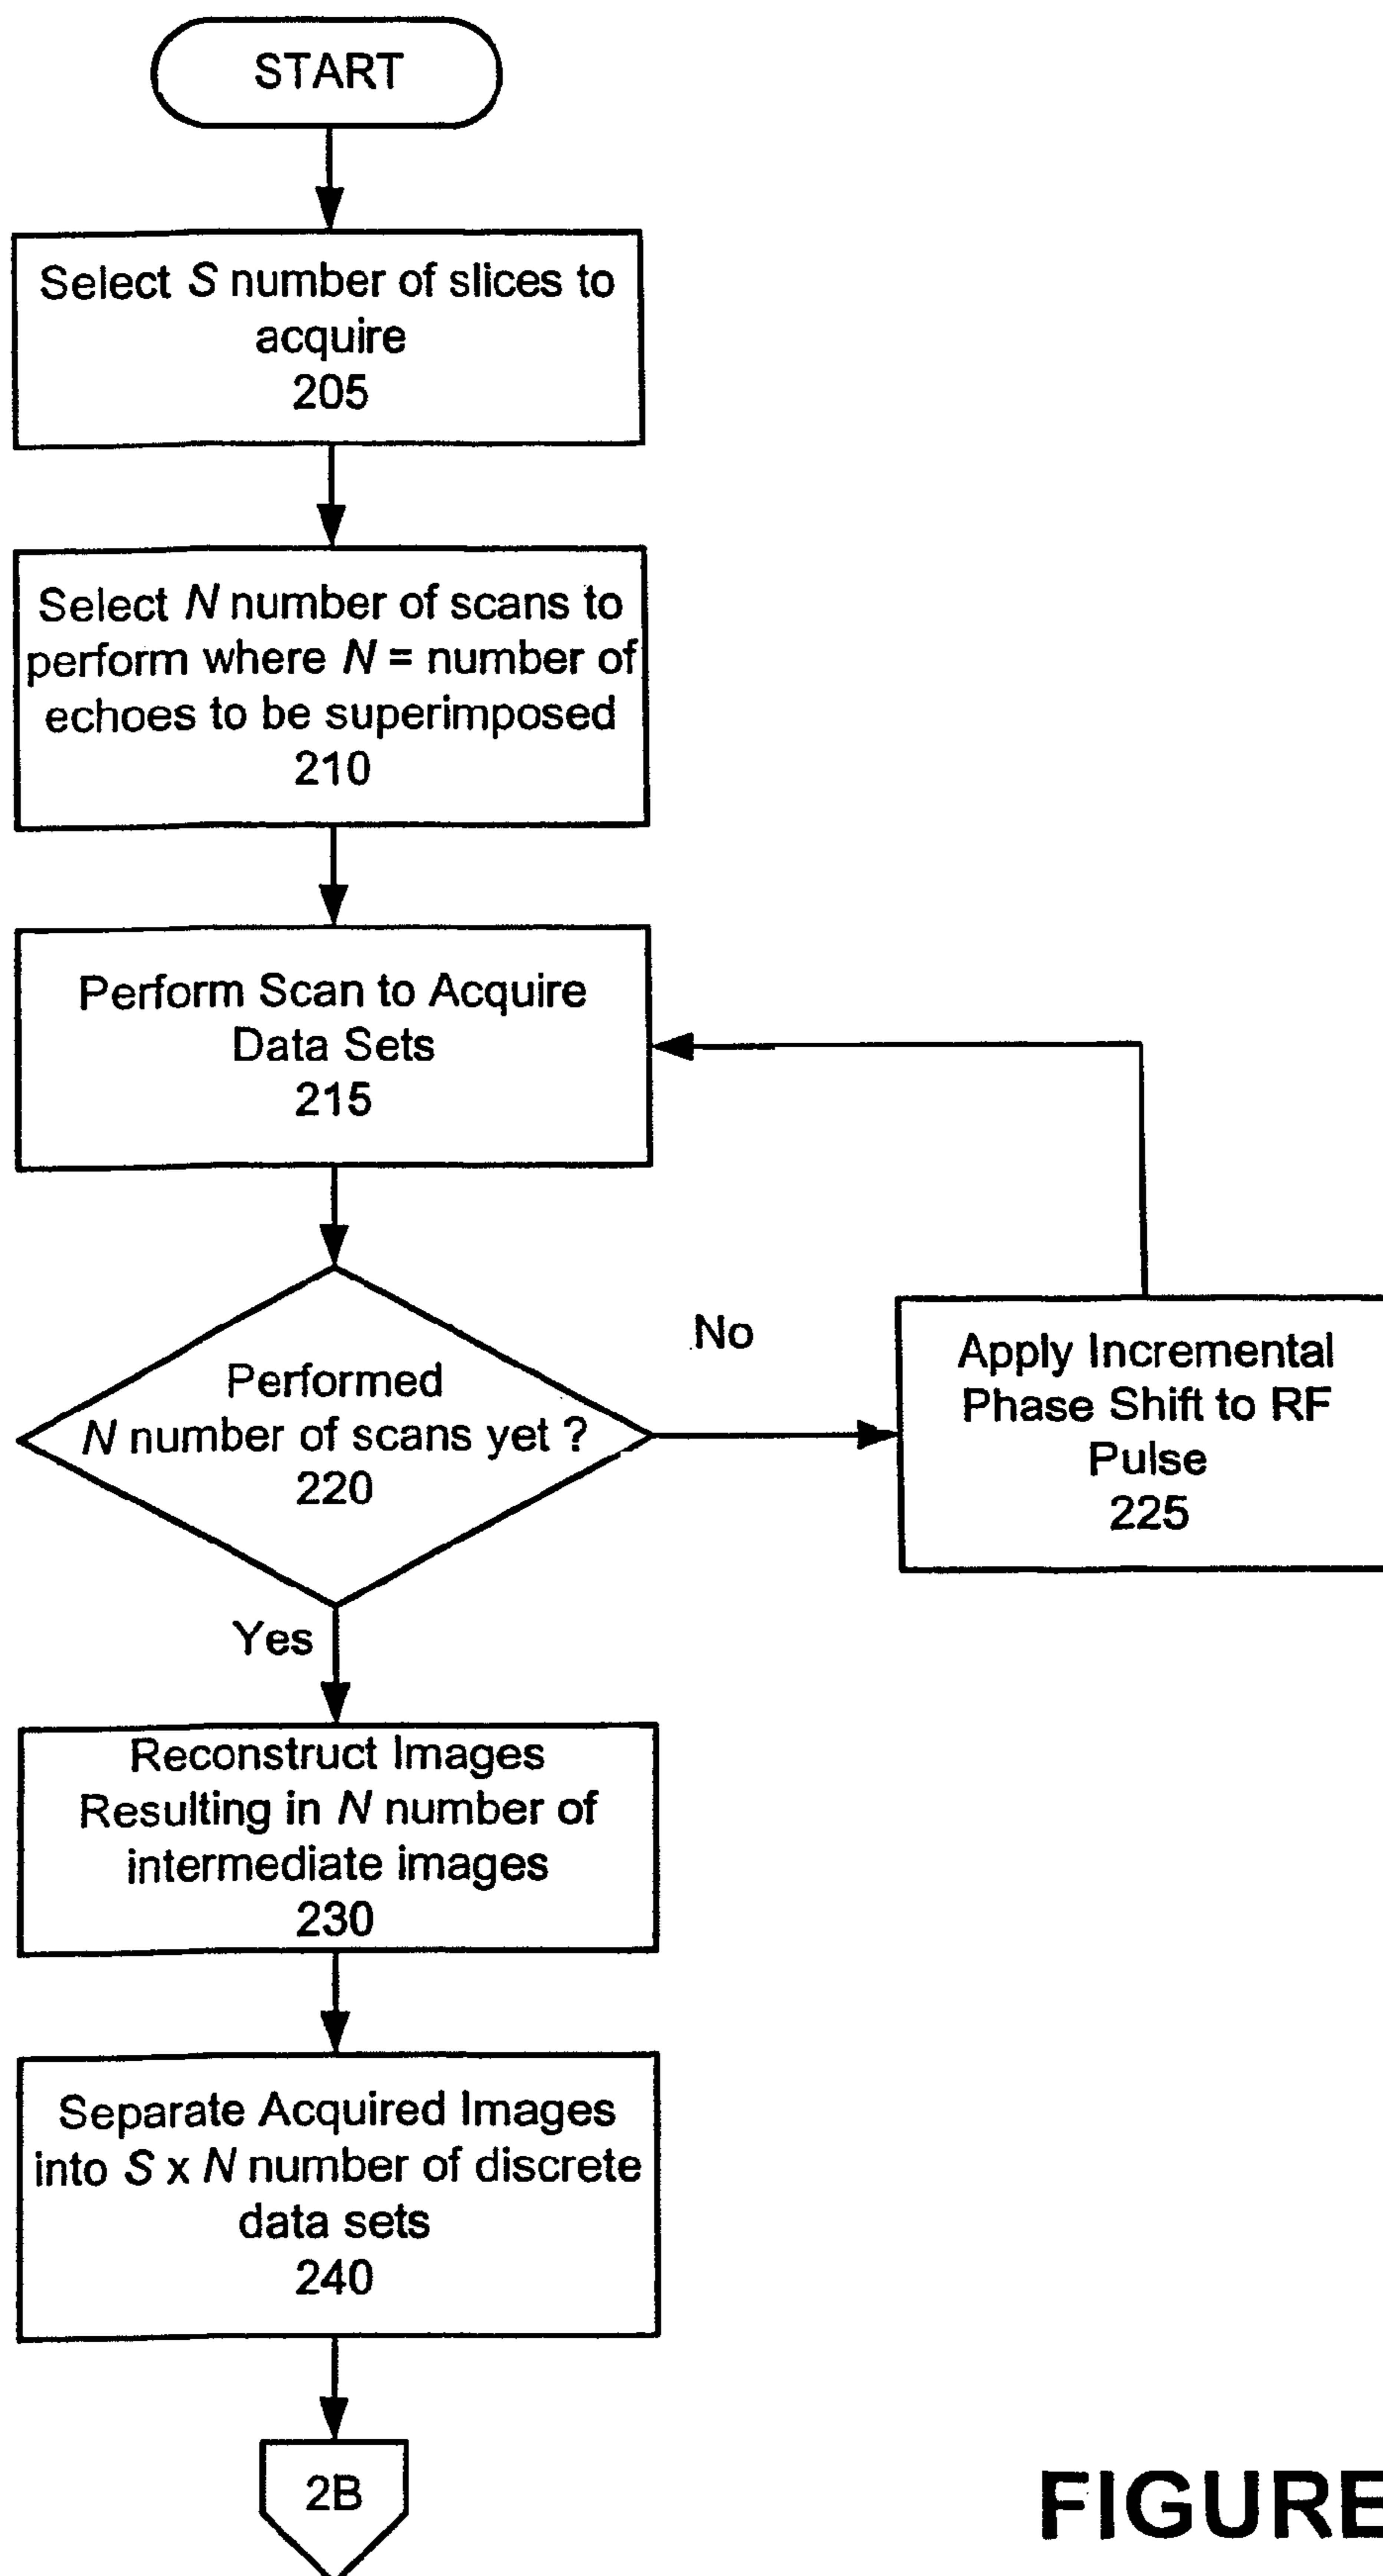 START
Select S number of slices to
acquire
205
Select N number of scans to
perform where N = number of
echoes to be superimposed
210
Perform Scan to Acquire
Data Sets
215
Performed
N number of scans yet ?
220
No
Apply Incremental
Phase Shift to RF
Pulse
225
Yes
Reconstruct Images
Resulting in N number of
intermediate images
230
Separate Acquired Images
into S x N number of discrete
data sets
240
2B
FIGURE